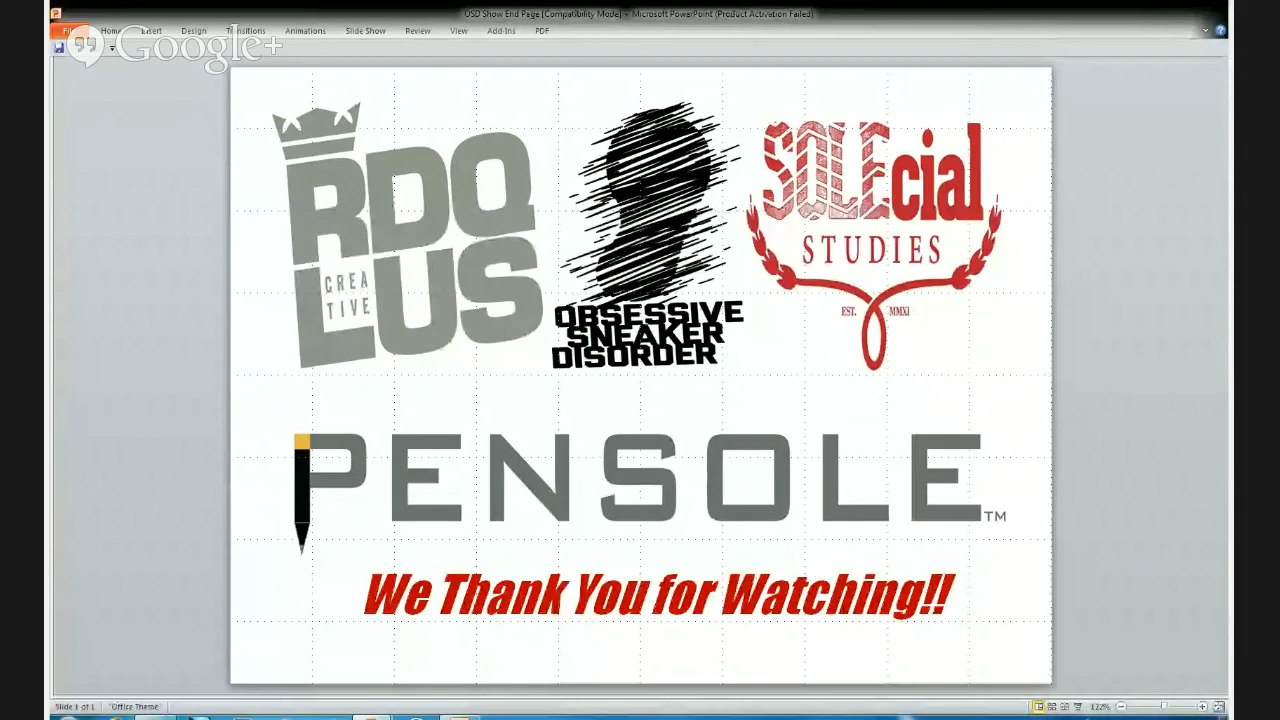 OSD Show End Page [Compatibility Mode] - Microsoft PowerPoint (Product Activation Failed)
File Home Insert Design Transitions Animations Slide Show Review View Add-Ins PDF
Google+
RDQ
LUS
CREA
TIVE
OBSESSIVE
SNEAKER
DISORDER
SOLEcial
STUDIES
EST. MMXI
PENSOLE™
We Thank You for Watching!!
Slide 1 of 1 "Office Theme" 122%